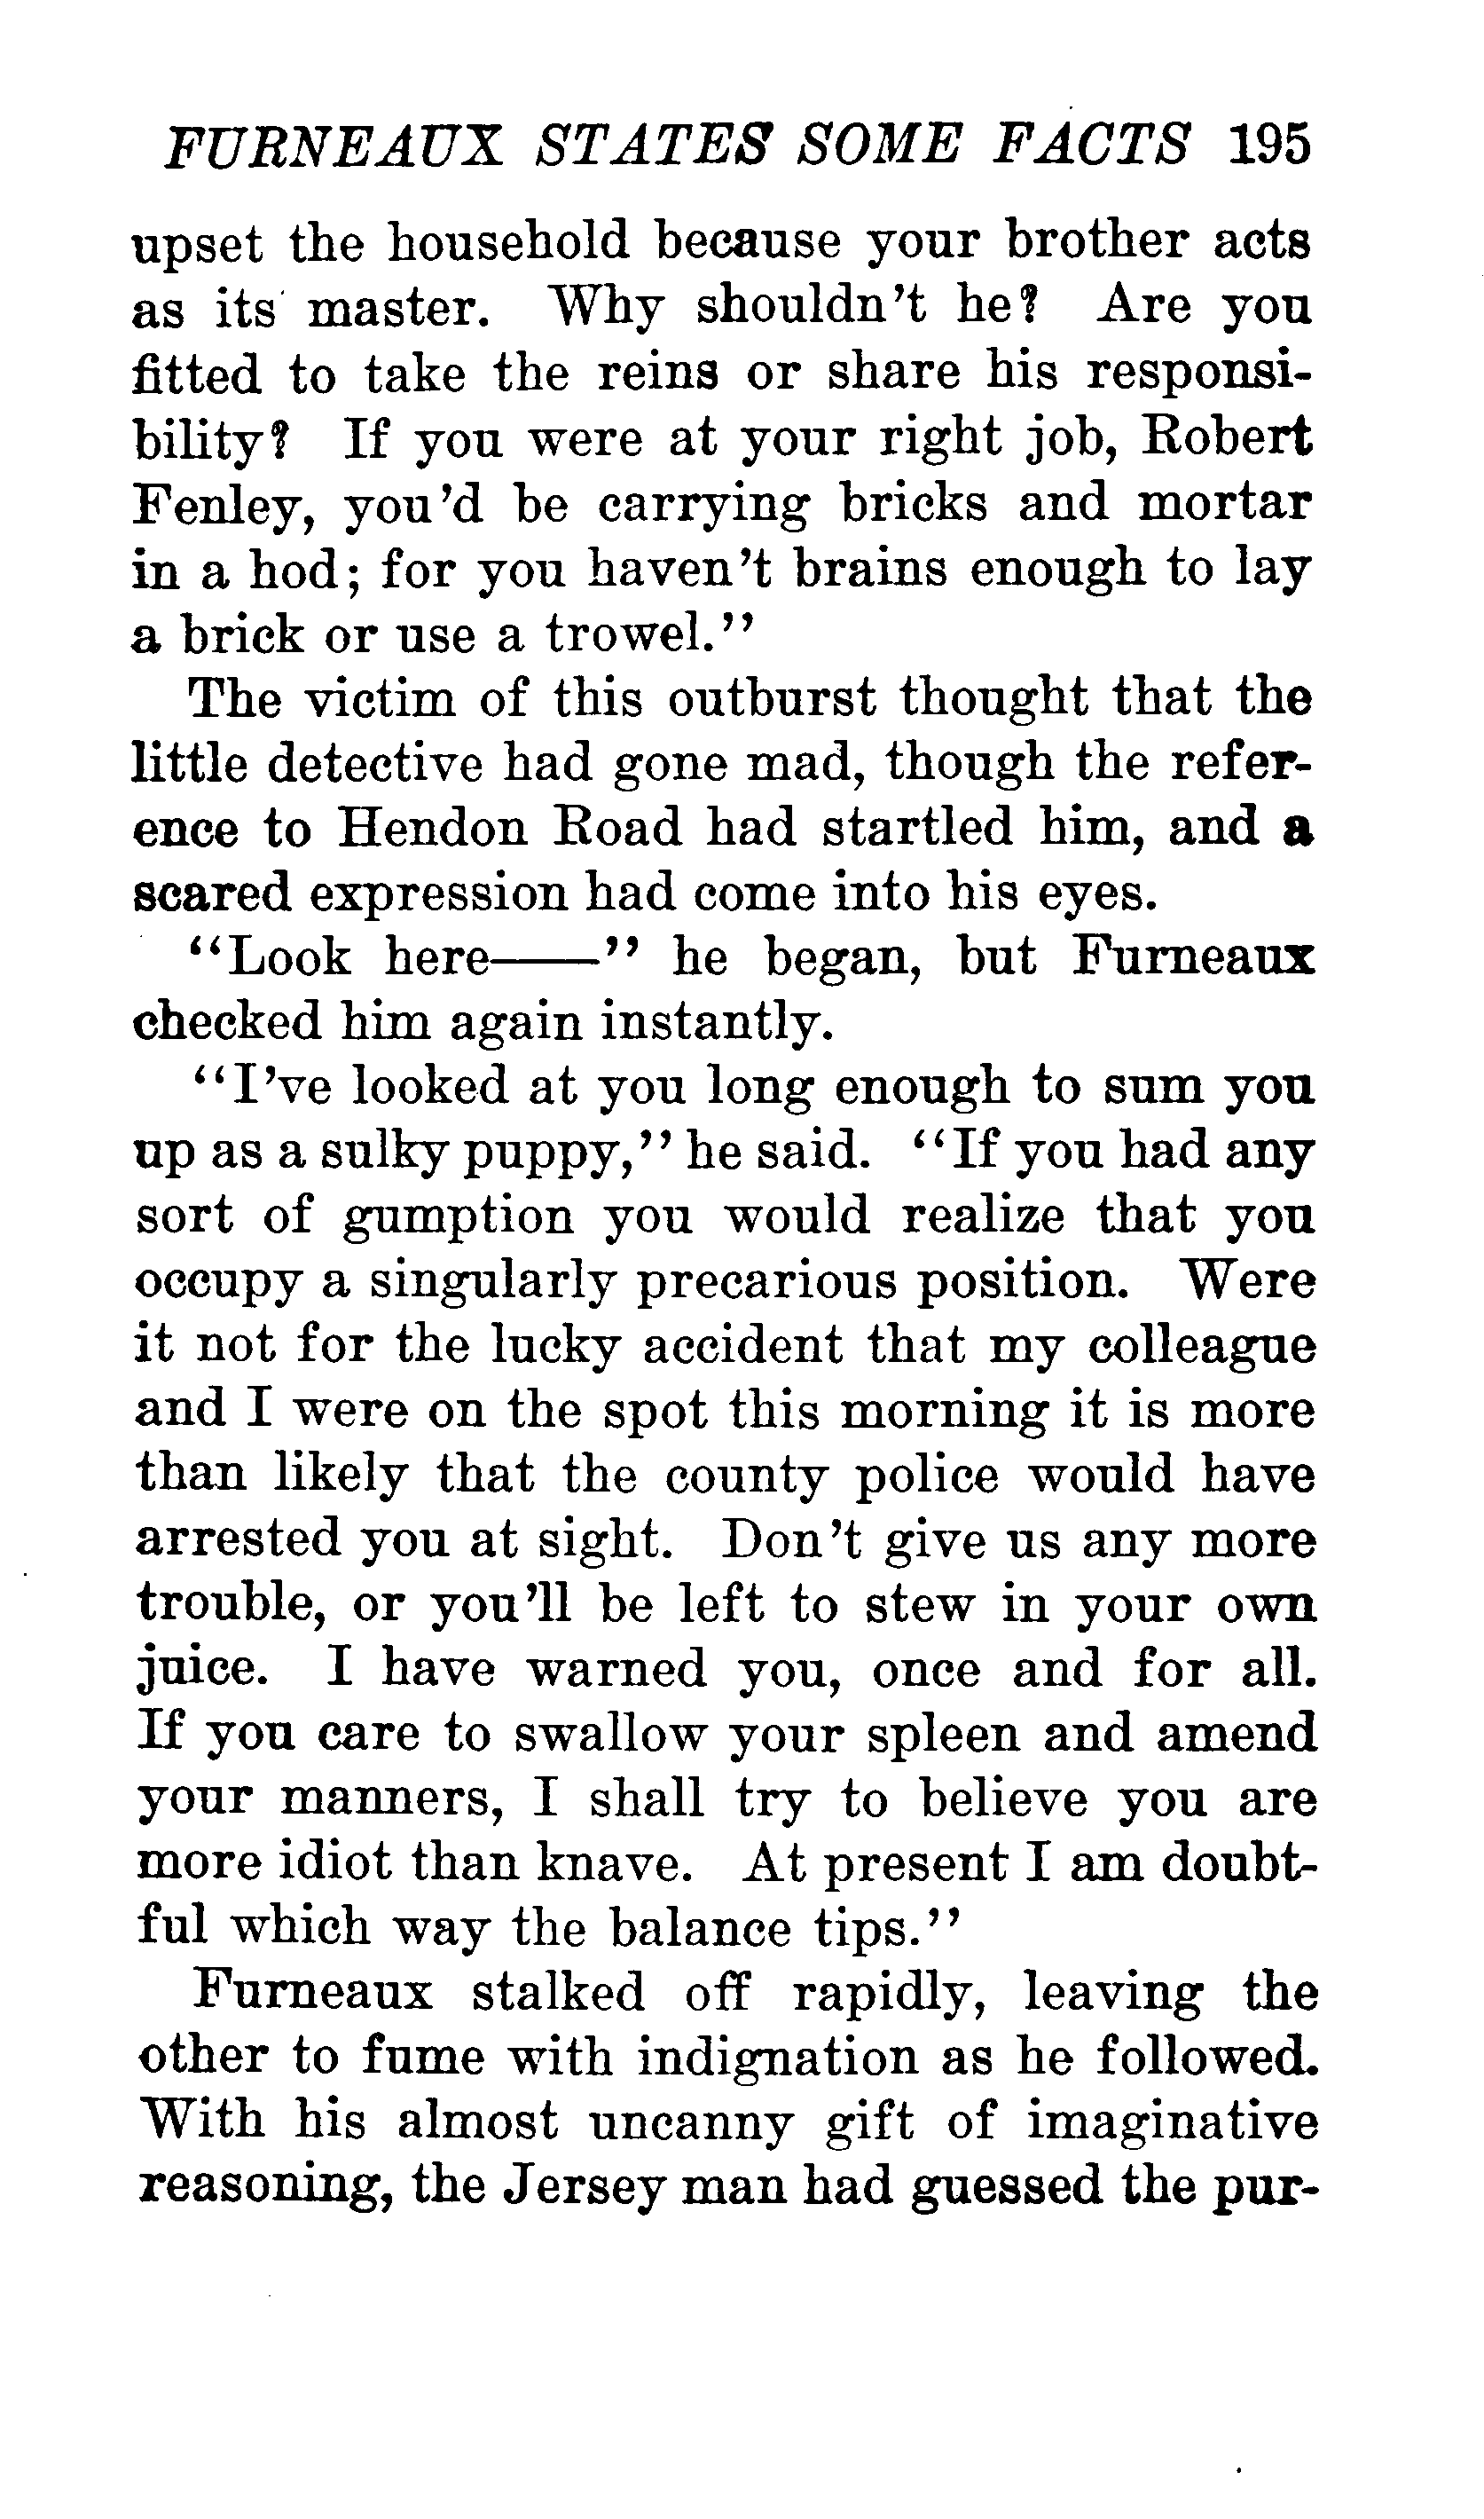 FURNEAUX STATES SOME FACTS 195
upset the household because your brother acts
as its master. Why shouldn't he? Are you
fitted to take the reins or share his responsi-
bility? If you were at your right job, Robert
Fenley, you'd be carrying bricks and mortar
in a hod; for you haven't brains enough to lay
a brick or use a trowel."
The victim of this outburst thought that the
little detective had gone mad, though the refer-
ence to Hendon Road had startled him, and a
scared expression had come into his eyes.
"Look here——" he began, but Furneaux
checked him again instantly.
"I've looked at you long enough to sum you
up as a sulky puppy," he said. "If you had any
sort of gumption you would realize that you
occupy a singularly precarious position. Were
it not for the lucky accident that my colleague
and I were on the spot this morning it is more
than likely that the county police would have
arrested you at sight. Don't give us any more
trouble, or you'll be left to stew in your own
juice. I have warned you, once and for all.
If you care to swallow your spleen and amend
your manners, I shall try to believe you are
more idiot than knave. At present I am doubt-
ful which way the balance tips."
Furneaux stalked off rapidly, leaving the
other to fume with indignation as he followed.
With his almost uncanny gift of imaginative
reasoning, the Jersey man had guessed the pur-